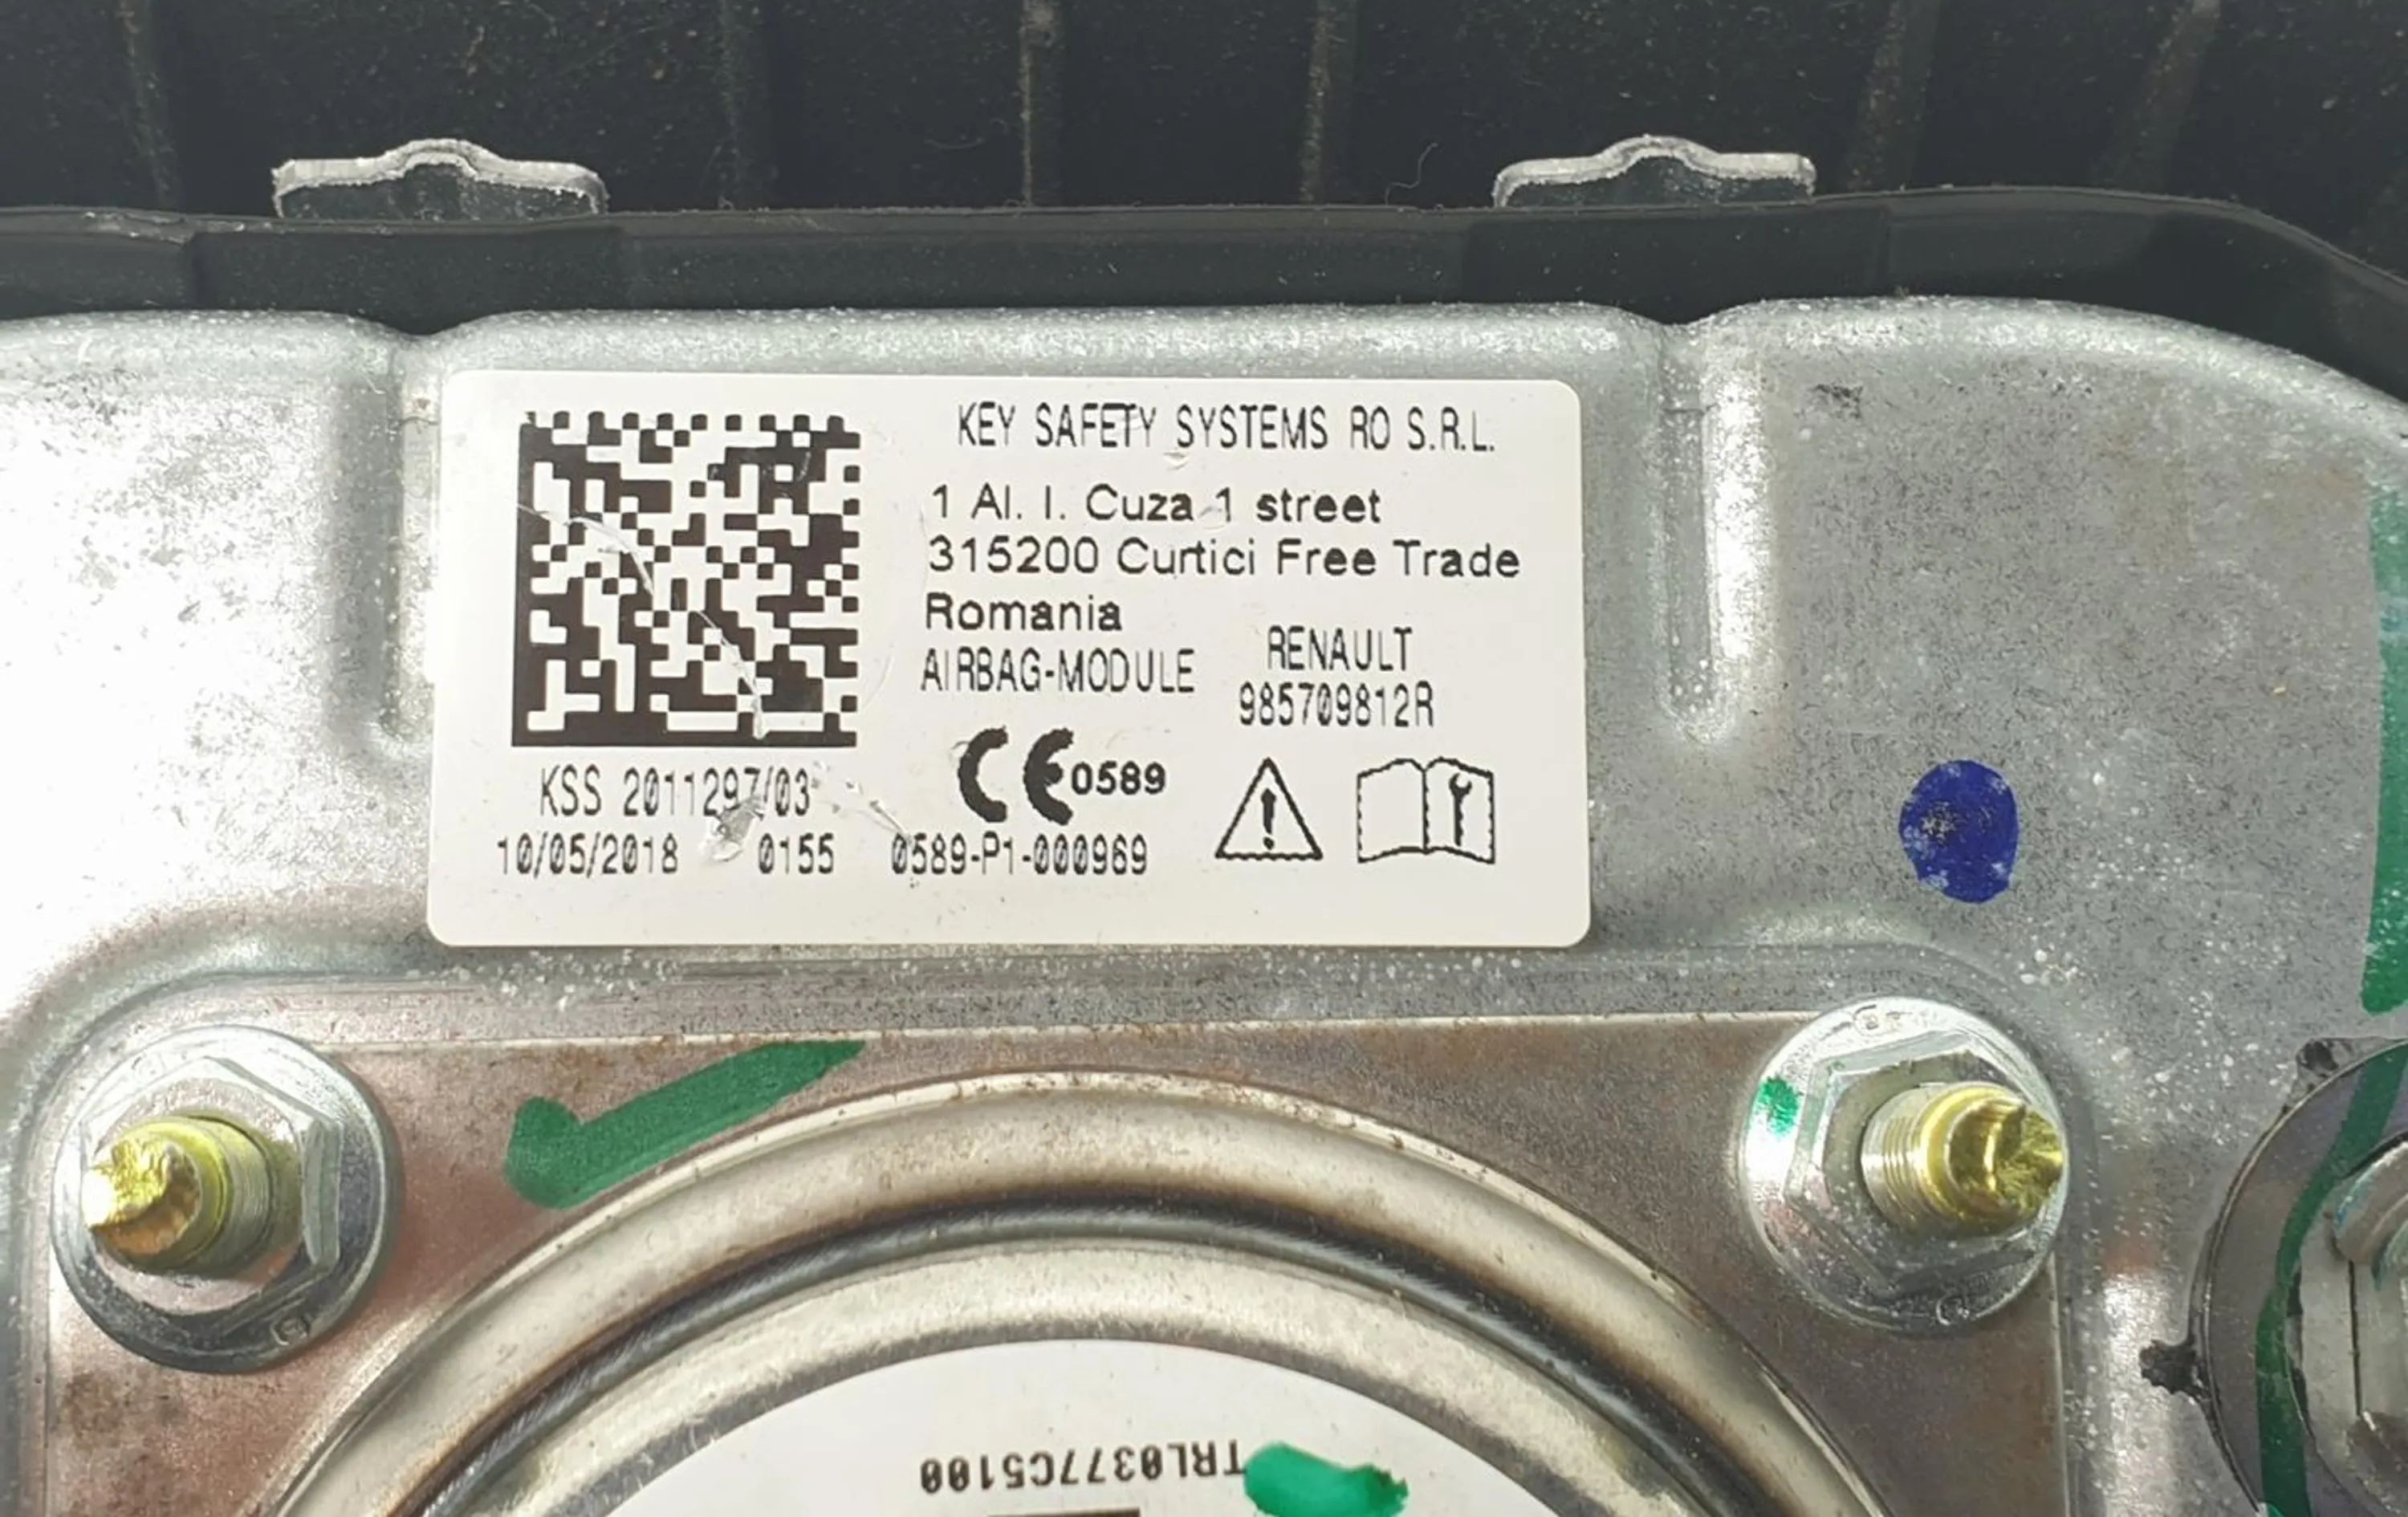 KEY SAFETY SYSTEMS RO S.R.L.
1 Al. I. Cuza 1 street
315200 Curtici Free Trade
Romania
AIRBAG-MODULE
RENAULT
985709812R
CE 0589
KSS 2011297/03
10/05/2018 0155 0589-P1-000969
TRL0377C5100